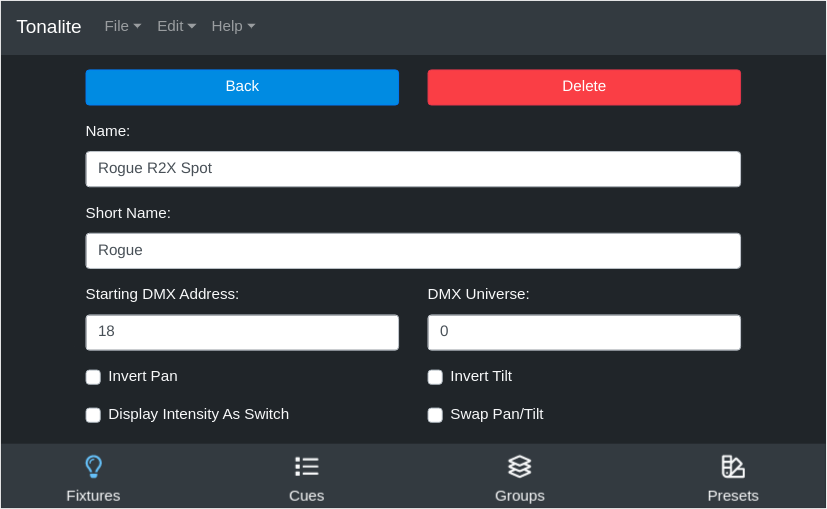 Tonalite File Edit Help
Back Delete
Name:
Rogue R2X Spot
Short Name:
Rogue
Starting DMX Address: DMX Universe:
18 0
Invert Pan Invert Tilt
Display Intensity As Switch Swap Pan/Tilt
Fixtures Cues Groups Presets